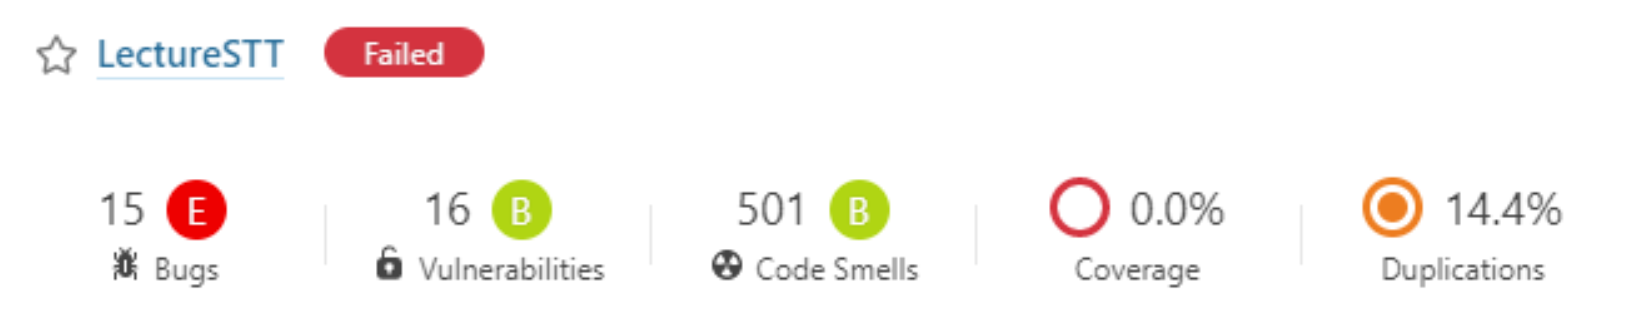 LectureSTT Failed
15 E 16 B 501 B 0.0% 14.4%
Bugs Vulnerabilities Code Smells Coverage Duplications